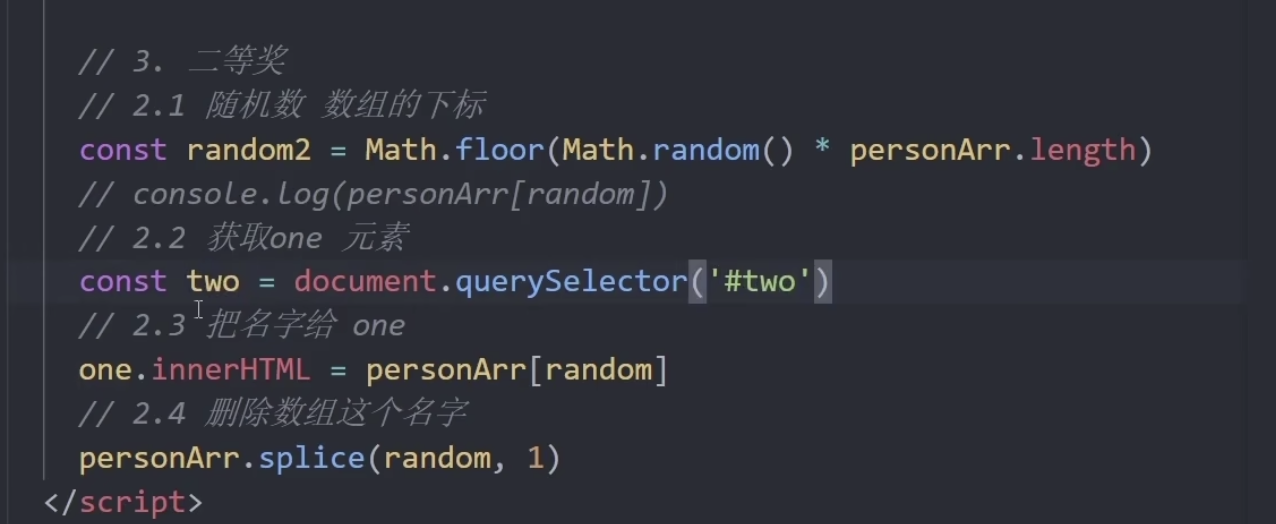 // 3. 二等奖
// 2.1 随机数 数组的下标
const random2 = Math.floor(Math.random() * personArr.length)
// console.log(personArr[random])
// 2.2 获取one 元素
const two = document.querySelector('#two')
// 2.3 把名字给 one
one.innerHTML = personArr[random]
// 2.4 删除数组这个名字
personArr.splice(random, 1)
</script>